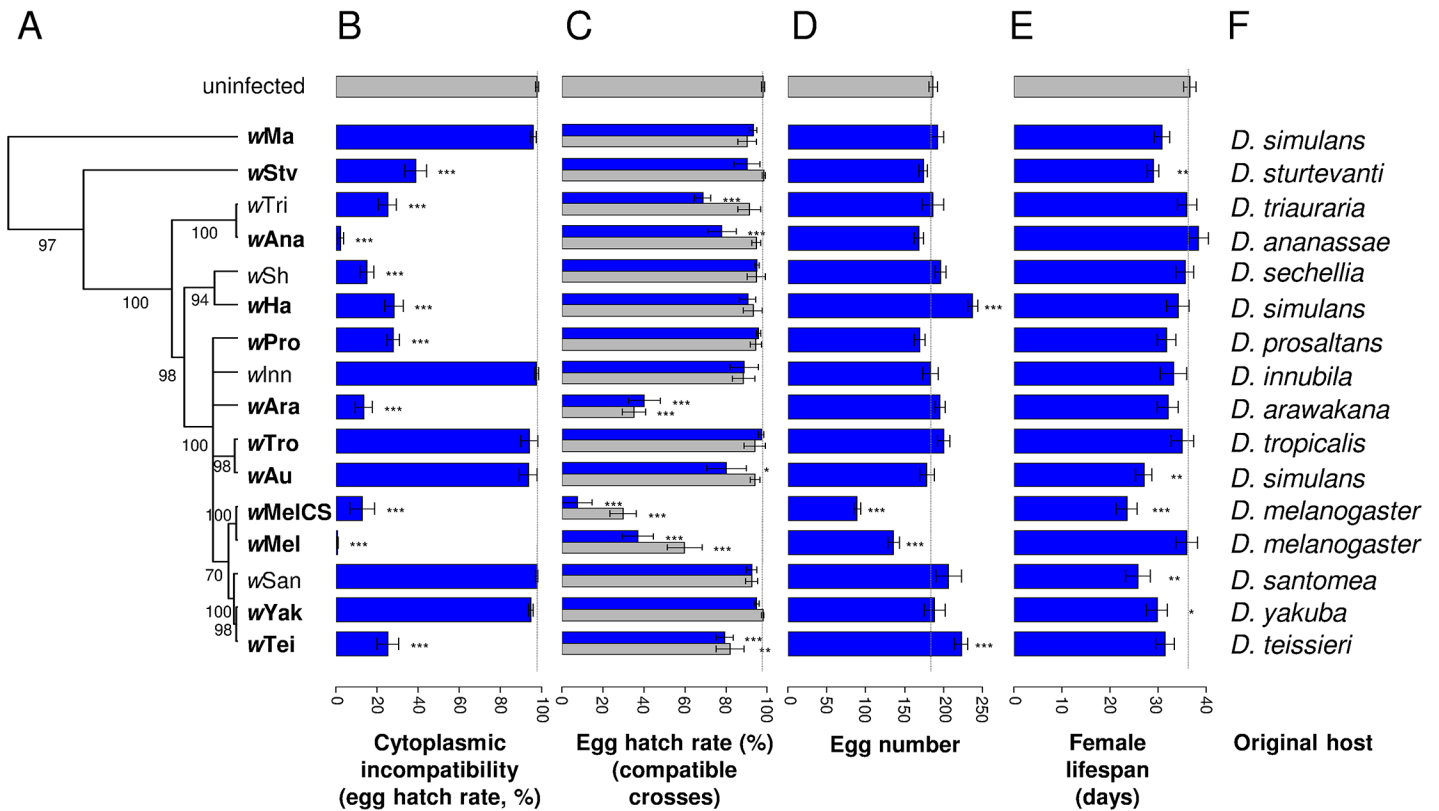 A B C D E F
uninfected
wMa D. simulans
wStv *** ** D. sturtevanti
wTri *** *** D. triauraria
100
97
wAna *** *** D. ananassae
wSh *** D. sechellia
100 94
wHa *** *** D. simulans
wPro *** D. prosaltans
98
wInn D. innubila
wAra *** *** *** D. arawakana
wTro D. tropicalis
100
98
wAu * ** D. simulans
wMelCS *** *** *** *** *** D. melanogaster
100
wMel *** *** *** *** D. melanogaster
70
wSan ** D. santomea
100
wYak * D. yakuba
98
wTei *** *** ** *** D. teissieri
0 20 40 60 80 100 0 20 40 60 80 100 0 50 100 150 200 250 0 20 30 40
Cytoplasmic
incompatibility
(egg hatch rate, %)
Egg hatch rate (%)
(compatible
crosses)
Egg number
Female
lifespan
(days)
Original host